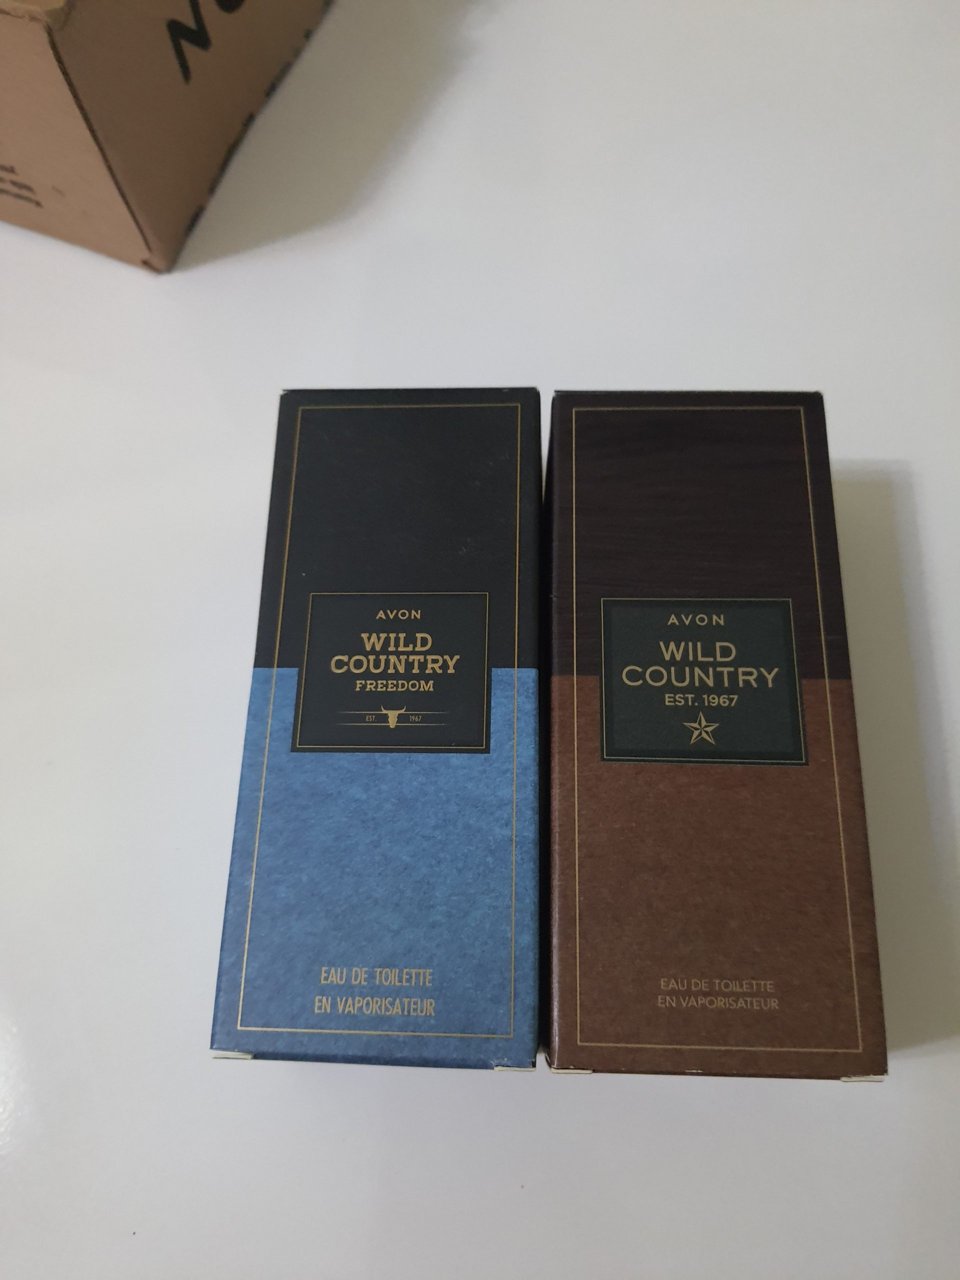 AVON
WILD
COUNTRY
FREEDOM
EST. 1967
EAU DE TOILETTE
EN VAPORISATEUR
AVON
WILD
COUNTRY
EST. 1967
EAU DE TOILETTE
EN VAPORISATEUR